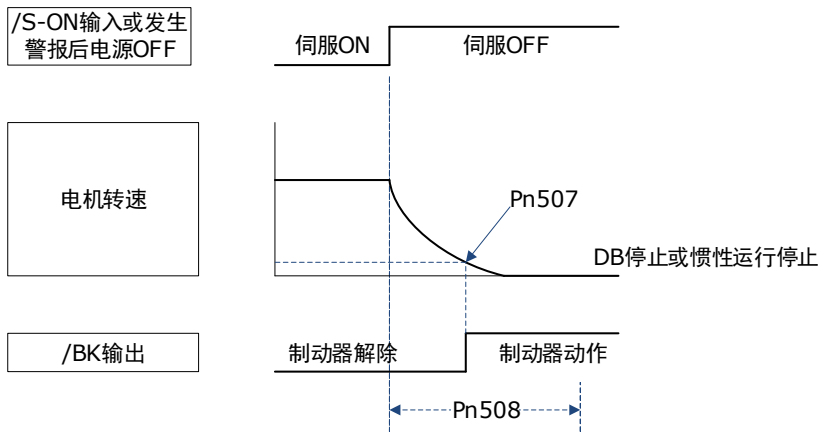 /S-ON输入或发生
警报后电源OFF
伺服ON
伺服OFF
电机转速
Pn507
DB停止或惯性运行停止
/BK输出
制动器解除
制动器动作
Pn508